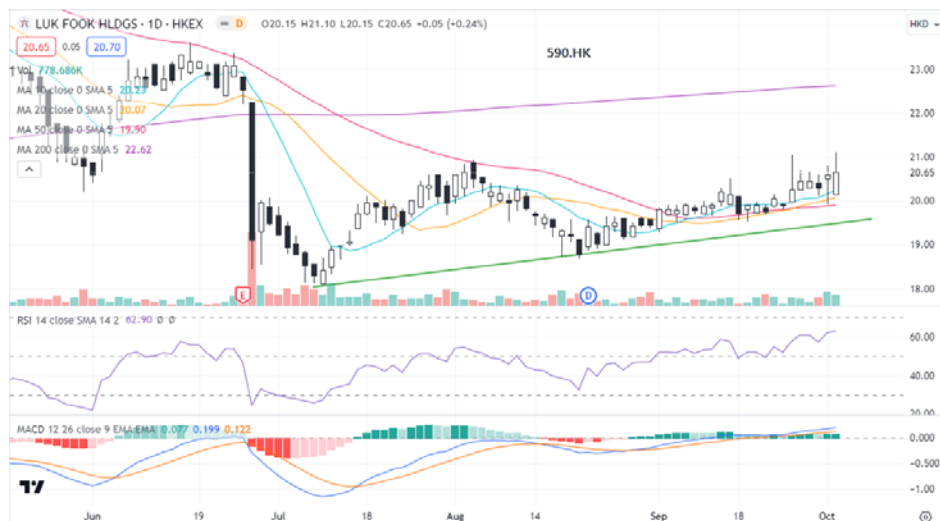 LUK FOOK HLDGS · 1D · HKEX D O20.15 H21.10 L20.15 C20.65 +0.05 (+0.24%)
HKD
20.65 0.05 20.70
590.HK
Vol 778.686K
MA 10 close 0 SMA 5 20.23
MA 20 close 0 SMA 5 20.07
MA 50 close 0 SMA 5 19.90
MA 200 close 0 SMA 5 22.62
23.00
22.00
21.00
20.65
20.00
19.00
18.00
E
D
RSI 14 close SMA 14 2 62.90 Ø Ø
60.00
40.00
20.00
MACD 12 26 close 9 EMA EMA 0.077 0.199 0.122
0.000
-0.500
-1.00
Jun 19 Jul 18 Aug 14 Sep 18 Oct